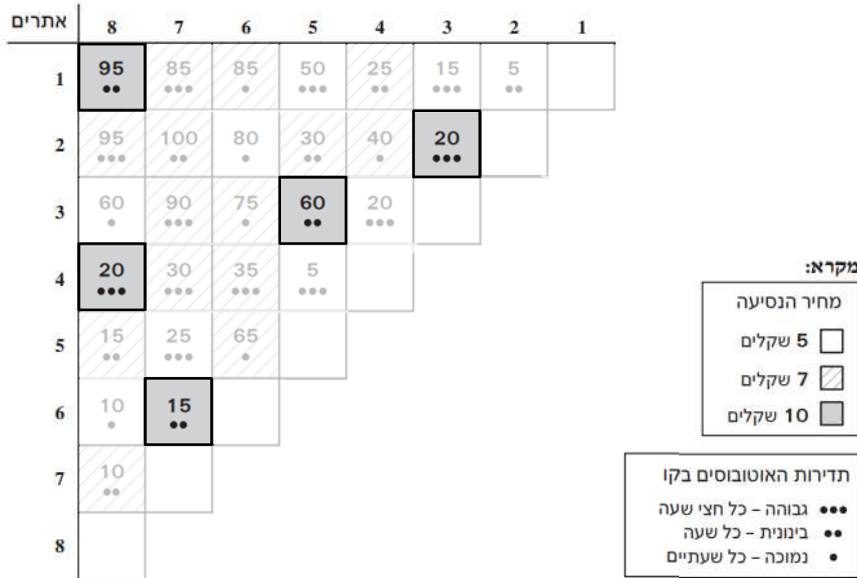 אתרים 8 7 6 5 4 3 2 1
1 95 •• 85 ••• 85 • 50 ••• 25 •• 15 ••• 5 ••
2 95 ••• 100 •• 80 • 30 •• 40 • 20 •••
3 60 • 90 ••• 75 • 60 •• 20 •••
4 20 ••• 30 ••• 35 ••• 5 •••
5 15 •• 25 ••• 65 •
6 10 • 15 ••
7 10 ••
8
מקרא:
מחיר הנסיעה
5 שקלים
7 שקלים
10 שקלים
תדירות האוטובוסים בקו
••• גבוהה – כל חצי שעה
•• בינונית – כל שעה
• נמוכה – כל שעתיים